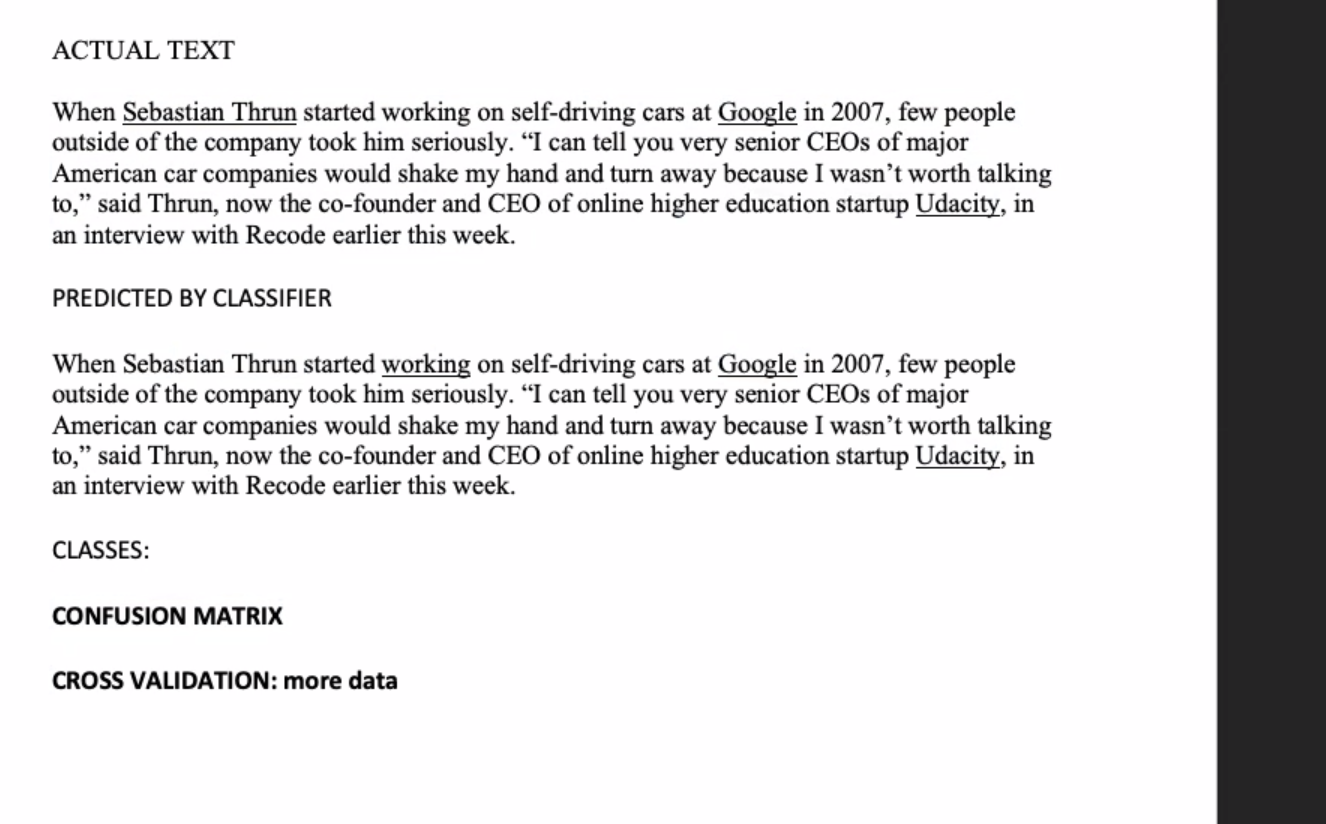 ACTUAL TEXT
When Sebastian Thrun started working on self-driving cars at Google in 2007, few people
outside of the company took him seriously. “I can tell you very senior CEOs of major
American car companies would shake my hand and turn away because I wasn’t worth talking
to,” said Thrun, now the co-founder and CEO of online higher education startup Udacity, in
an interview with Recode earlier this week.
PREDICTED BY CLASSIFIER
When Sebastian Thrun started working on self-driving cars at Google in 2007, few people
outside of the company took him seriously. “I can tell you very senior CEOs of major
American car companies would shake my hand and turn away because I wasn’t worth talking
to,” said Thrun, now the co-founder and CEO of online higher education startup Udacity, in
an interview with Recode earlier this week.
CLASSES:
CONFUSION MATRIX
CROSS VALIDATION: more data